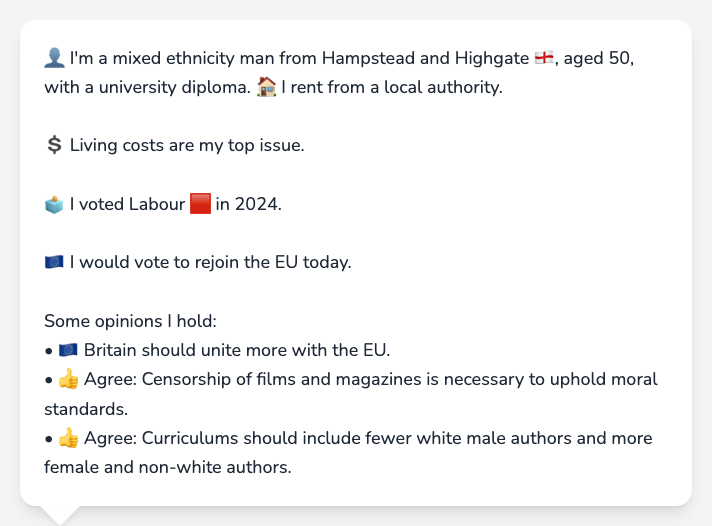 👤 I'm a mixed ethnicity man from Hampstead and Highgate 🏴󠁧󠁢󠁥󠁮󠁧󠁿, aged 50,
with a university diploma. 🏠 I rent from a local authority.
💲 Living costs are my top issue.
🗳️ I voted Labour 🟥 in 2024.
🇪🇺 I would vote to rejoin the EU today.
Some opinions I hold:
• 🇪🇺 Britain should unite more with the EU.
• 👍 Agree: Censorship of films and magazines is necessary to uphold moral
standards.
• 👍 Agree: Curriculums should include fewer white male authors and more
female and non-white authors.